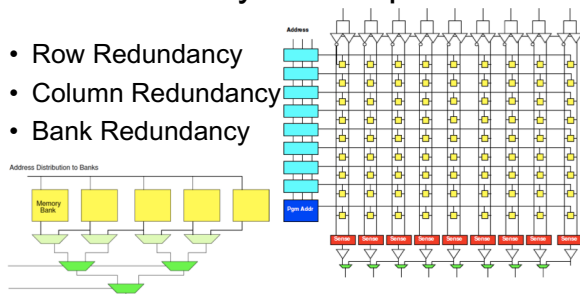 • Row Redundancy
• Column Redundancy
• Bank Redundancy
Address Distribution to Banks
Memory
Bank
Address
Pgm Addr
Sense Sense Sense Sense Sense Sense Sense Sense Sense